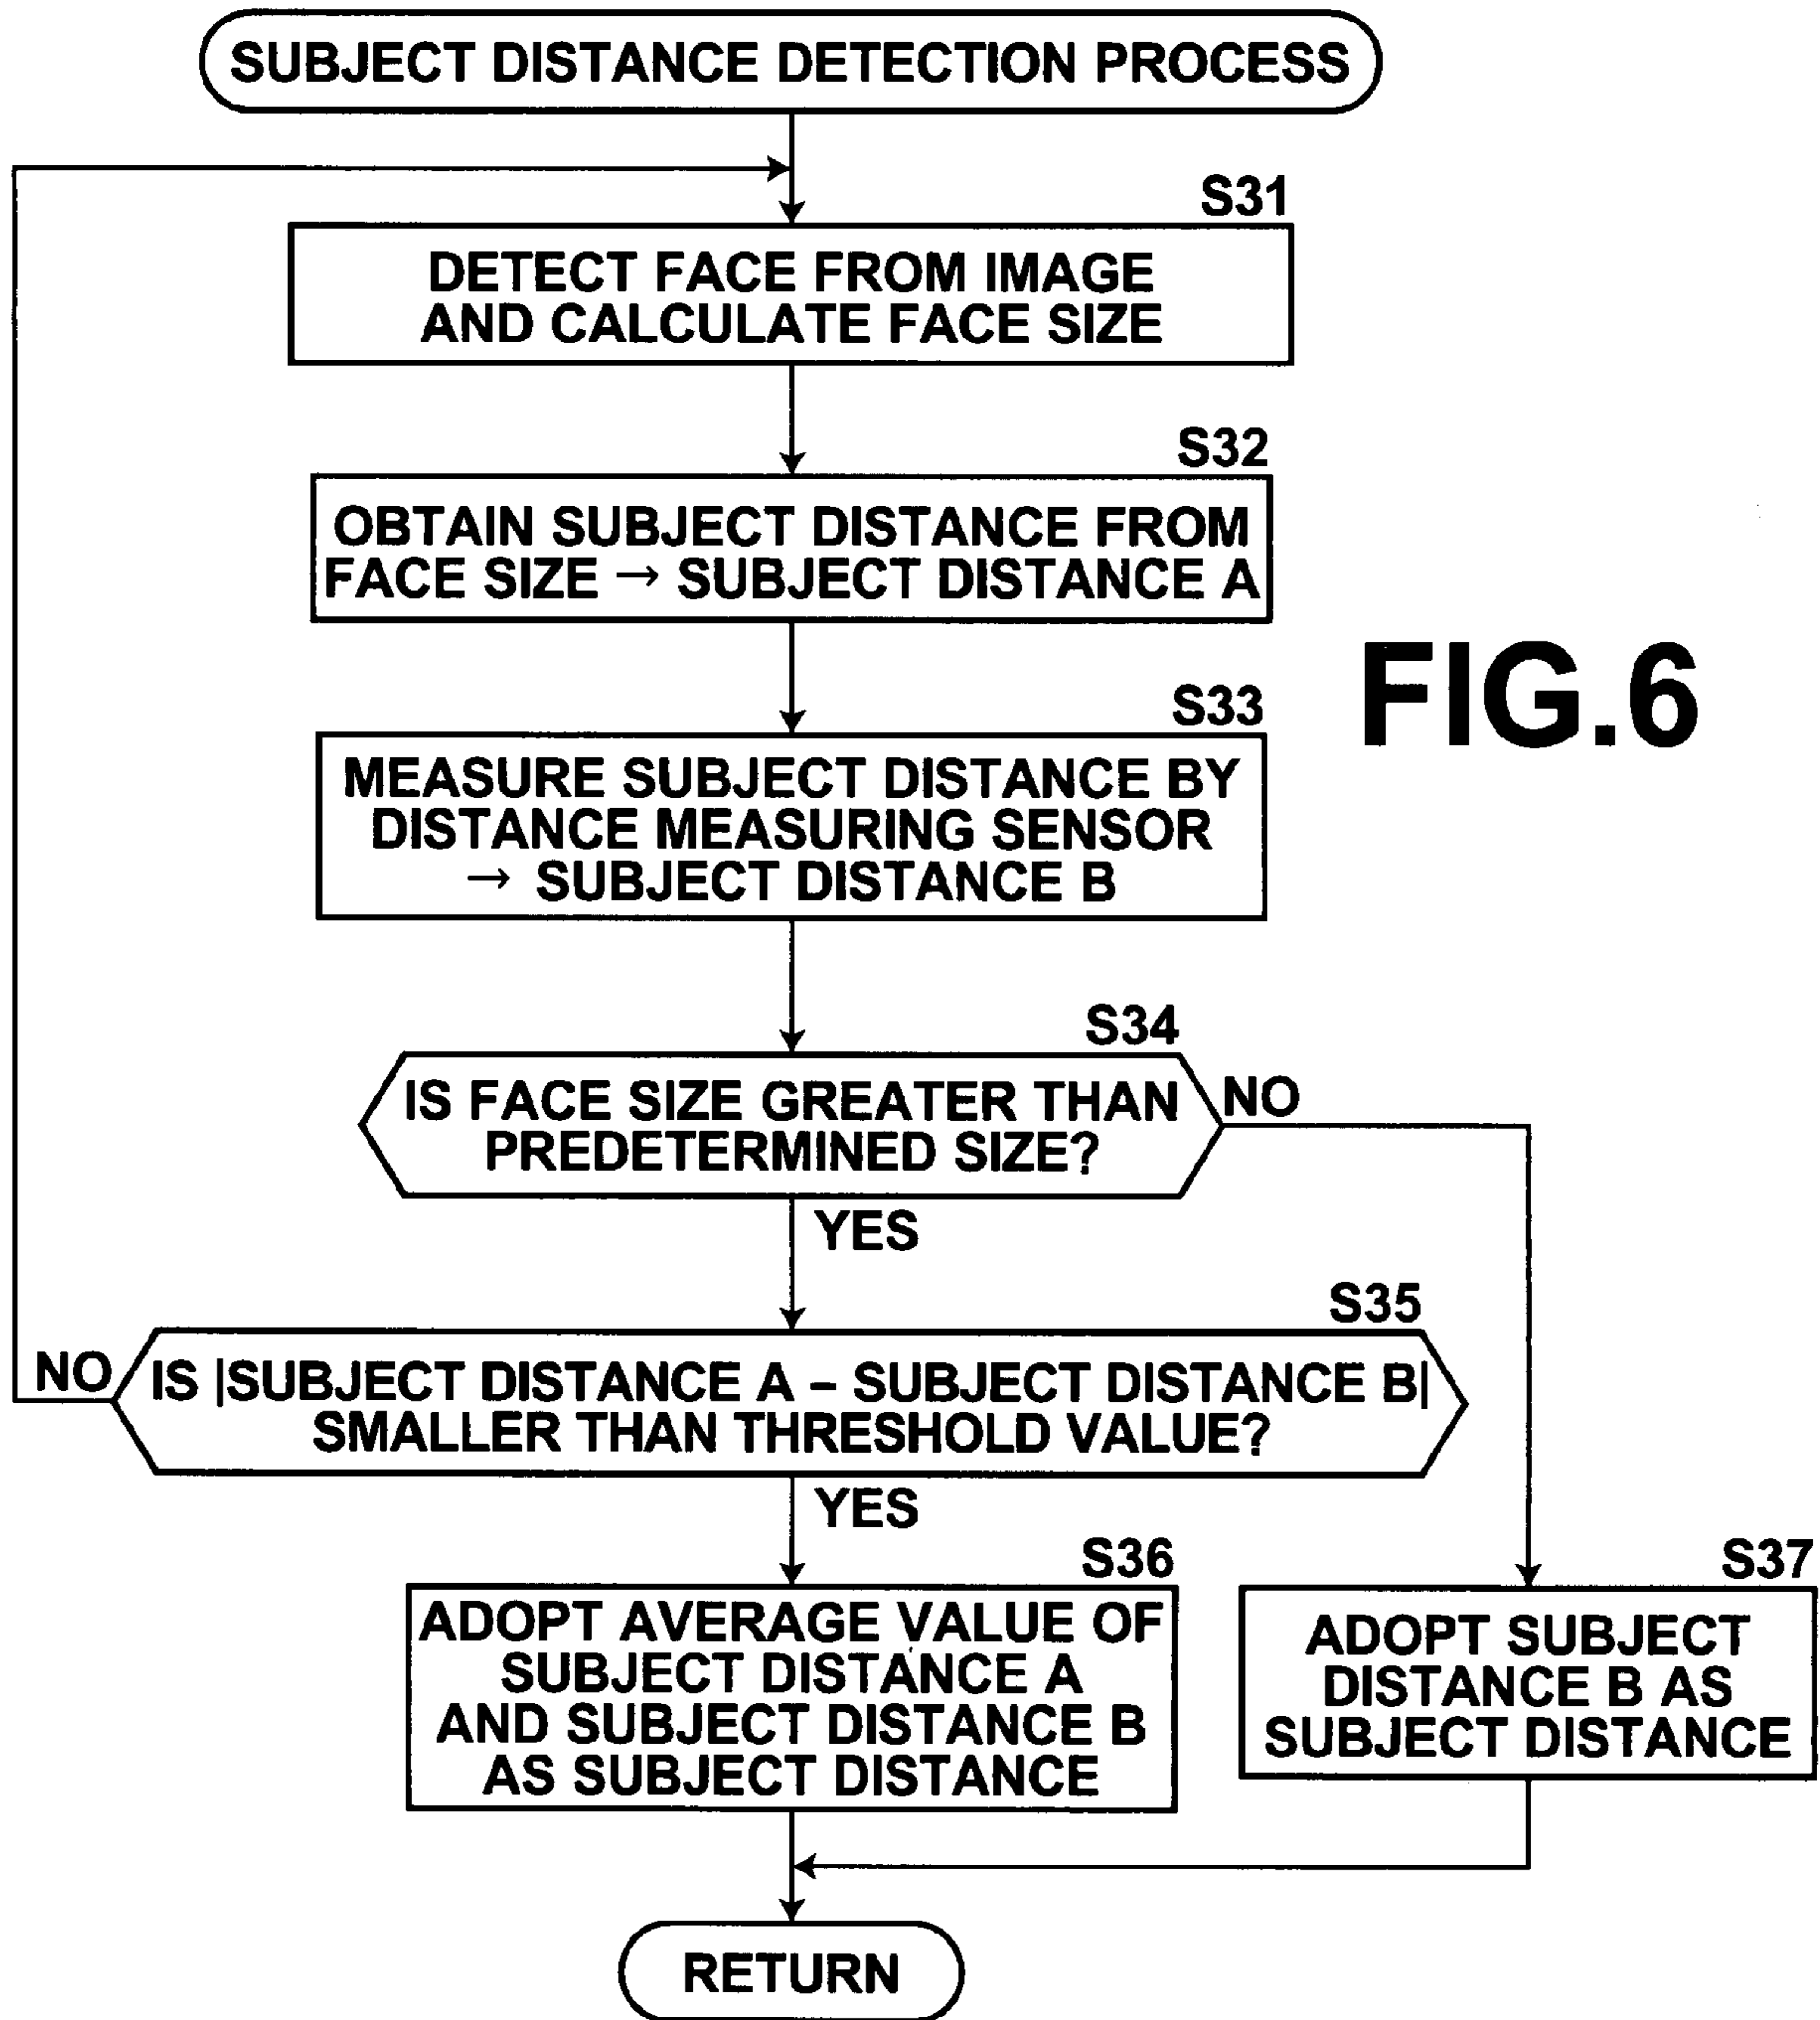 SUBJECT DISTANCE DETECTION PROCESS
S31
DETECT FACE FROM IMAGE
AND CALCULATE FACE SIZE
S32
OBTAIN SUBJECT DISTANCE FROM
FACE SIZE → SUBJECT DISTANCE A
FIG.6
S33
MEASURE SUBJECT DISTANCE BY
DISTANCE MEASURING SENSOR
→ SUBJECT DISTANCE B
S34
IS FACE SIZE GREATER THAN
PREDETERMINED SIZE?
NO
YES
S35
NO
IS |SUBJECT DISTANCE A – SUBJECT DISTANCE B|
SMALLER THAN THRESHOLD VALUE?
YES
S36
ADOPT AVERAGE VALUE OF
SUBJECT DISTANCE A
AND SUBJECT DISTANCE B
AS SUBJECT DISTANCE
S37
ADOPT SUBJECT
DISTANCE B AS
SUBJECT DISTANCE
RETURN